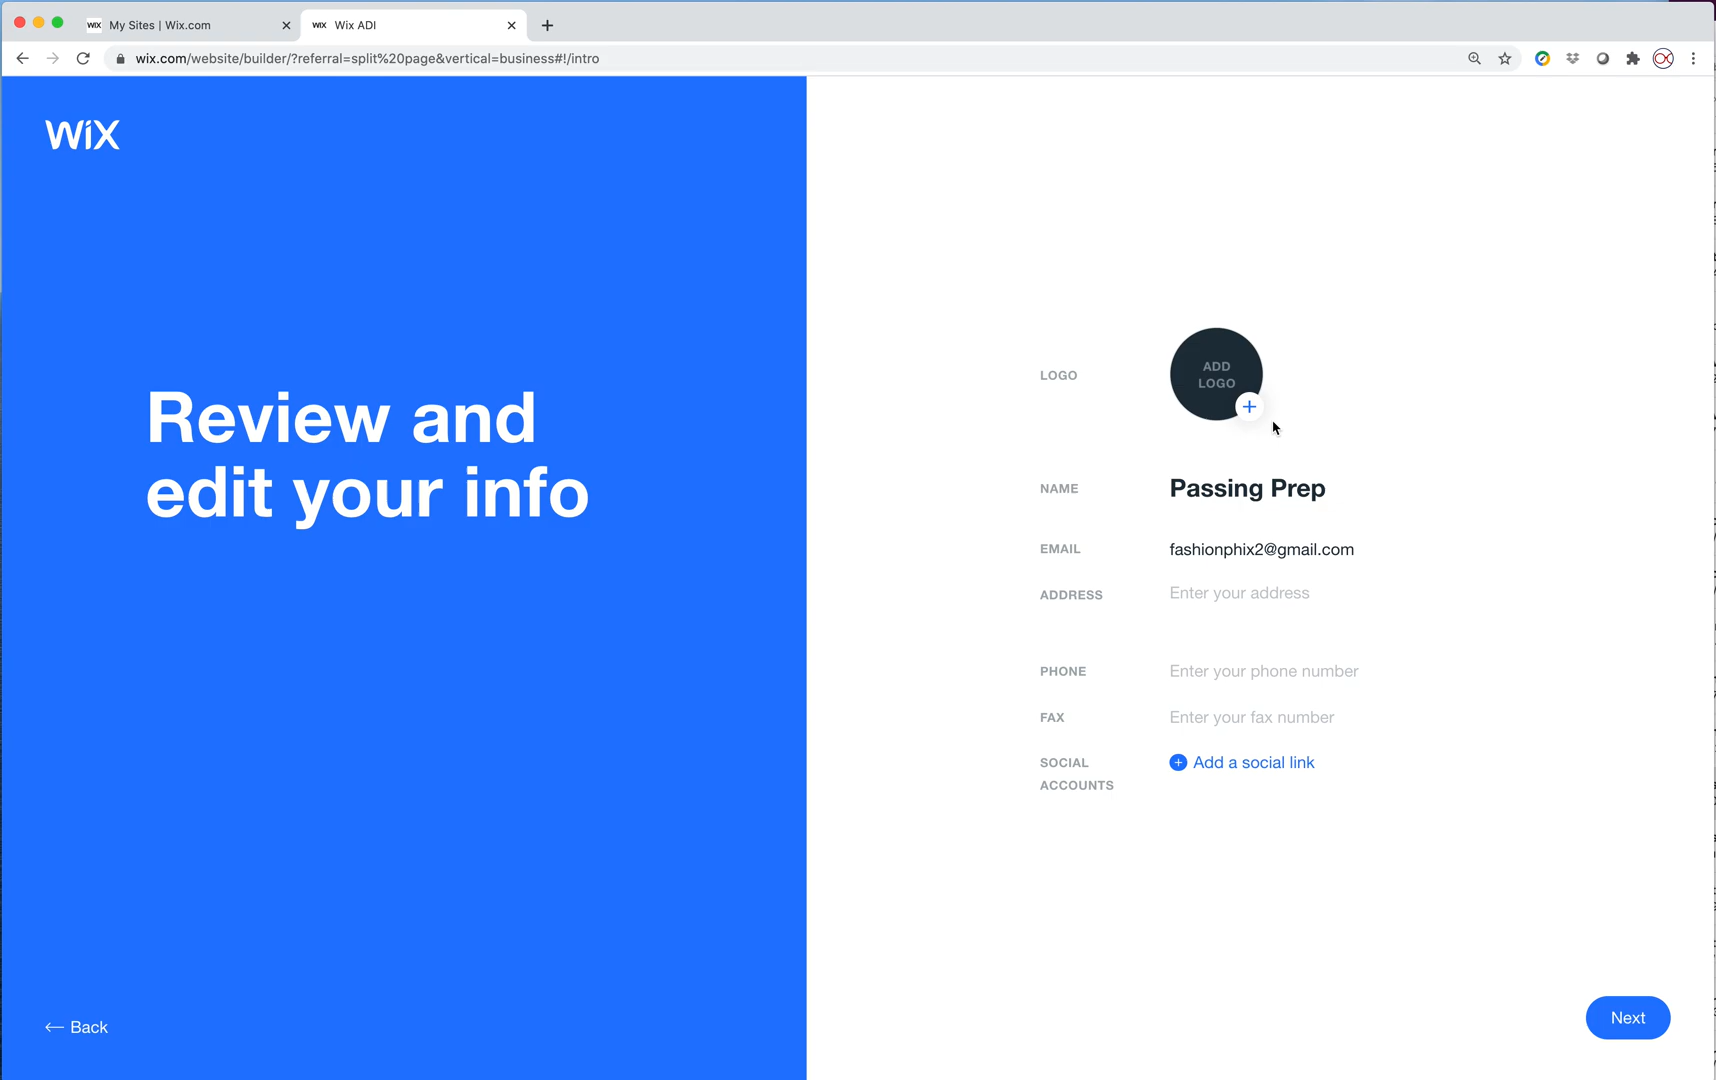 WiX My Sites | Wix.com
WiX Wix ADI
wix.com/website/builder/?referral=split%20page&vertical=business#!/intro
WiX
Review and
edit your info
← Back
LOGO
ADD
LOGO
NAME
Passing Prep
EMAIL
fashionphix2@gmail.com
ADDRESS
Enter your address
PHONE
Enter your phone number
FAX
Enter your fax number
SOCIAL
ACCOUNTS
Add a social link
Next